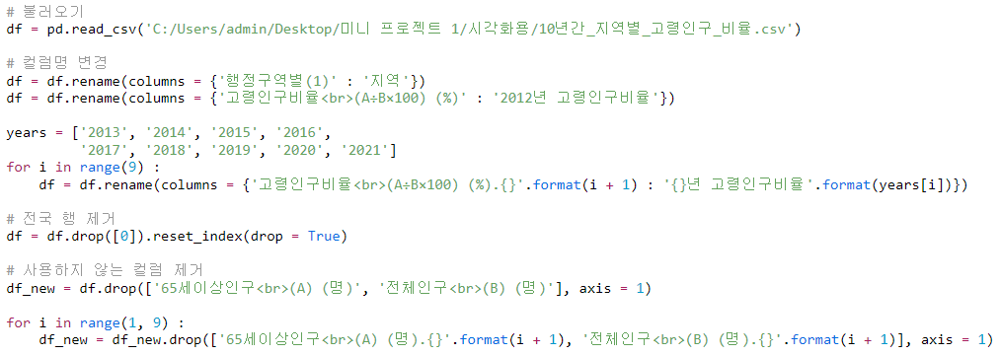 # 불러오기
df = pd.read_csv('C:/Users/admin/Desktop/미니 프로젝트 1/시각화용/10년간_지역별_고령인구_비율.csv')
# 컬럼명 변경
df = df.rename(columns = {'행정구역별(1)' : '지역'})
df = df.rename(columns = {'고령인구비율<br>(A÷B×100) (%)' : '2012년 고령인구비율'})
years = ['2013', '2014', '2015', '2016',
'2017', '2018', '2019', '2020', '2021']
for i in range(9) :
df = df.rename(columns = {'고령인구비율<br>(A÷B×100) (%).{}'.format(i + 1) : '{}년 고령인구비율'.format(years[i])})
# 전국 행 제거
df = df.drop([0]).reset_index(drop = True)
# 사용하지 않는 컬럼 제거
df_new = df.drop(['65세이상인구<br>(A) (명)', '전체인구<br>(B) (명)'], axis = 1)
for i in range(1, 9) :
df_new = df_new.drop(['65세이상인구<br>(A) (명).{}'.format(i + 1), '전체인구<br>(B) (명).{}'.format(i + 1)], axis = 1)